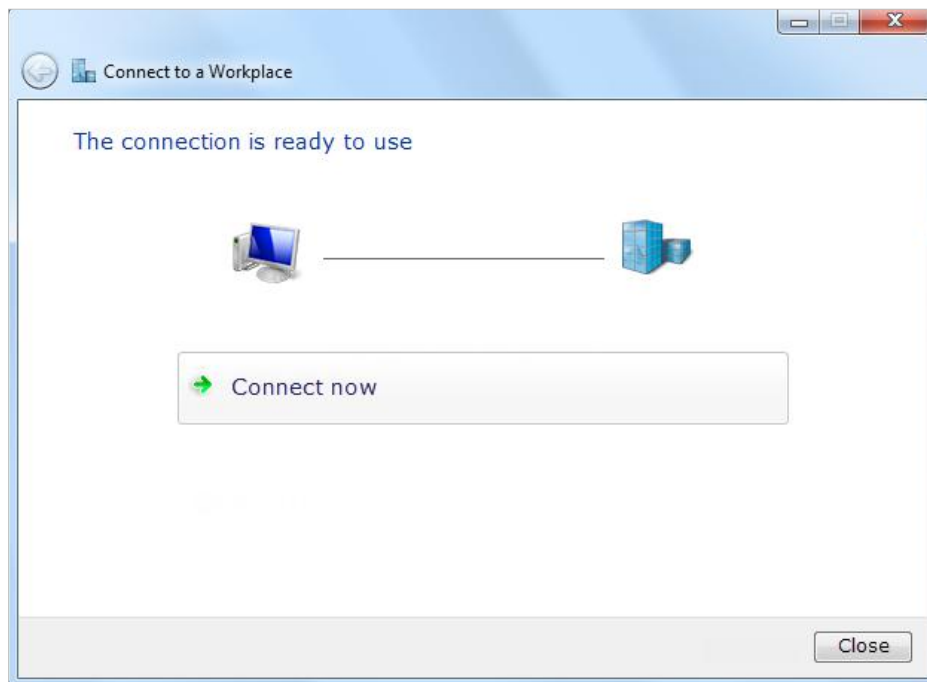 Connect to a Workplace
The connection is ready to use
Connect now
Close